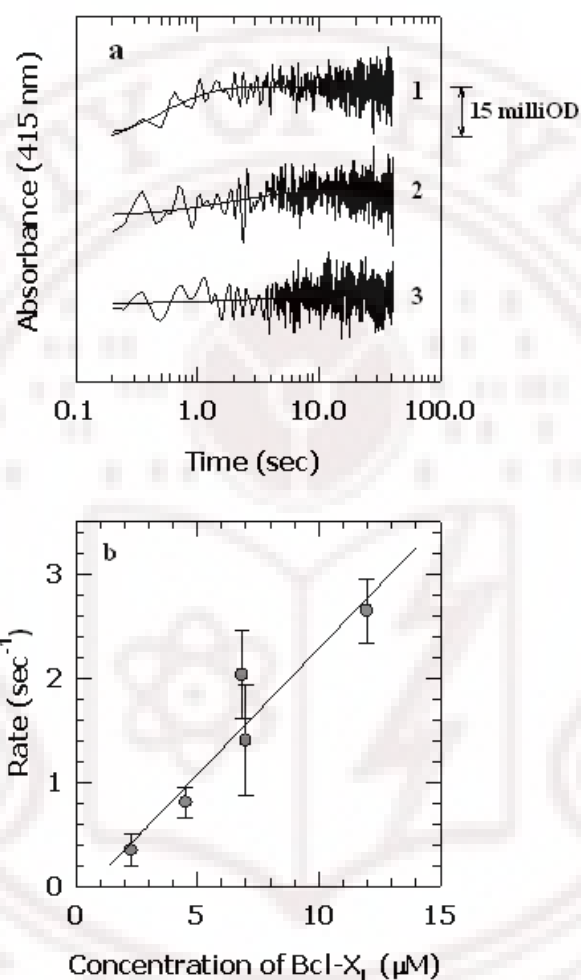 a
Absorbance (415 nm)
1
15 milliOD
2
3
0.1 1.0 10.0 100.0
Time (sec)
b
Rate (sec⁻¹)
3
2
1
0
0 5 10 15
Concentration of Bcl-X_L (μM)